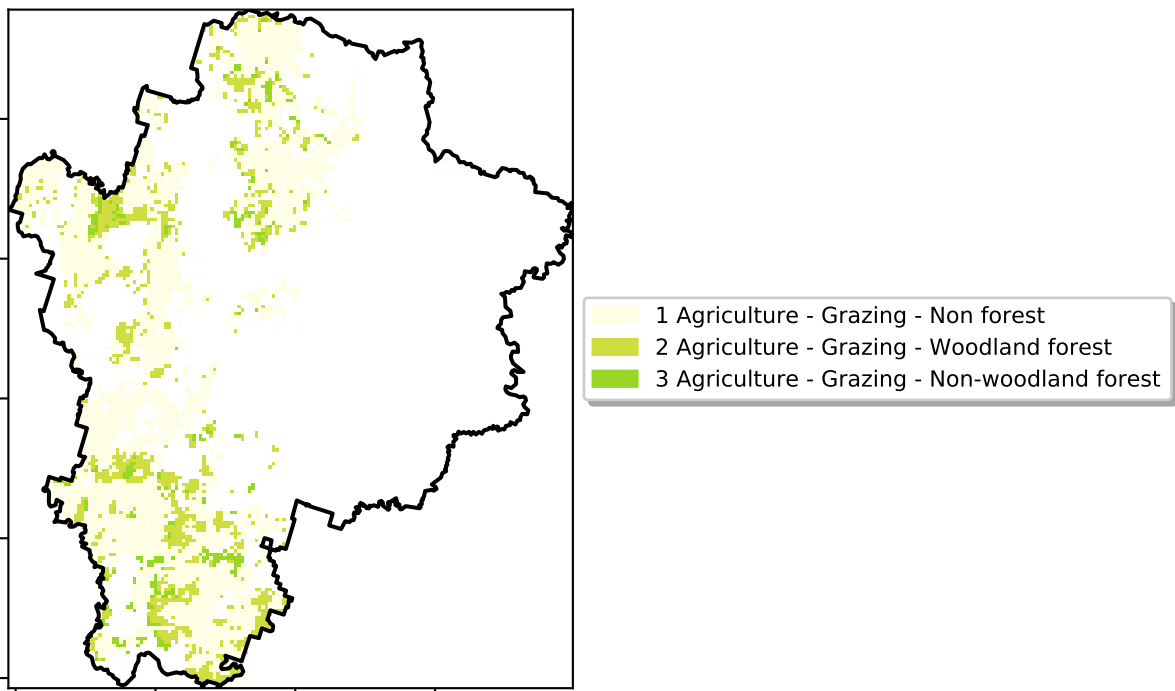 1 Agriculture - Grazing - Non forest
2 Agriculture - Grazing - Woodland forest
3 Agriculture - Grazing - Non-woodland forest